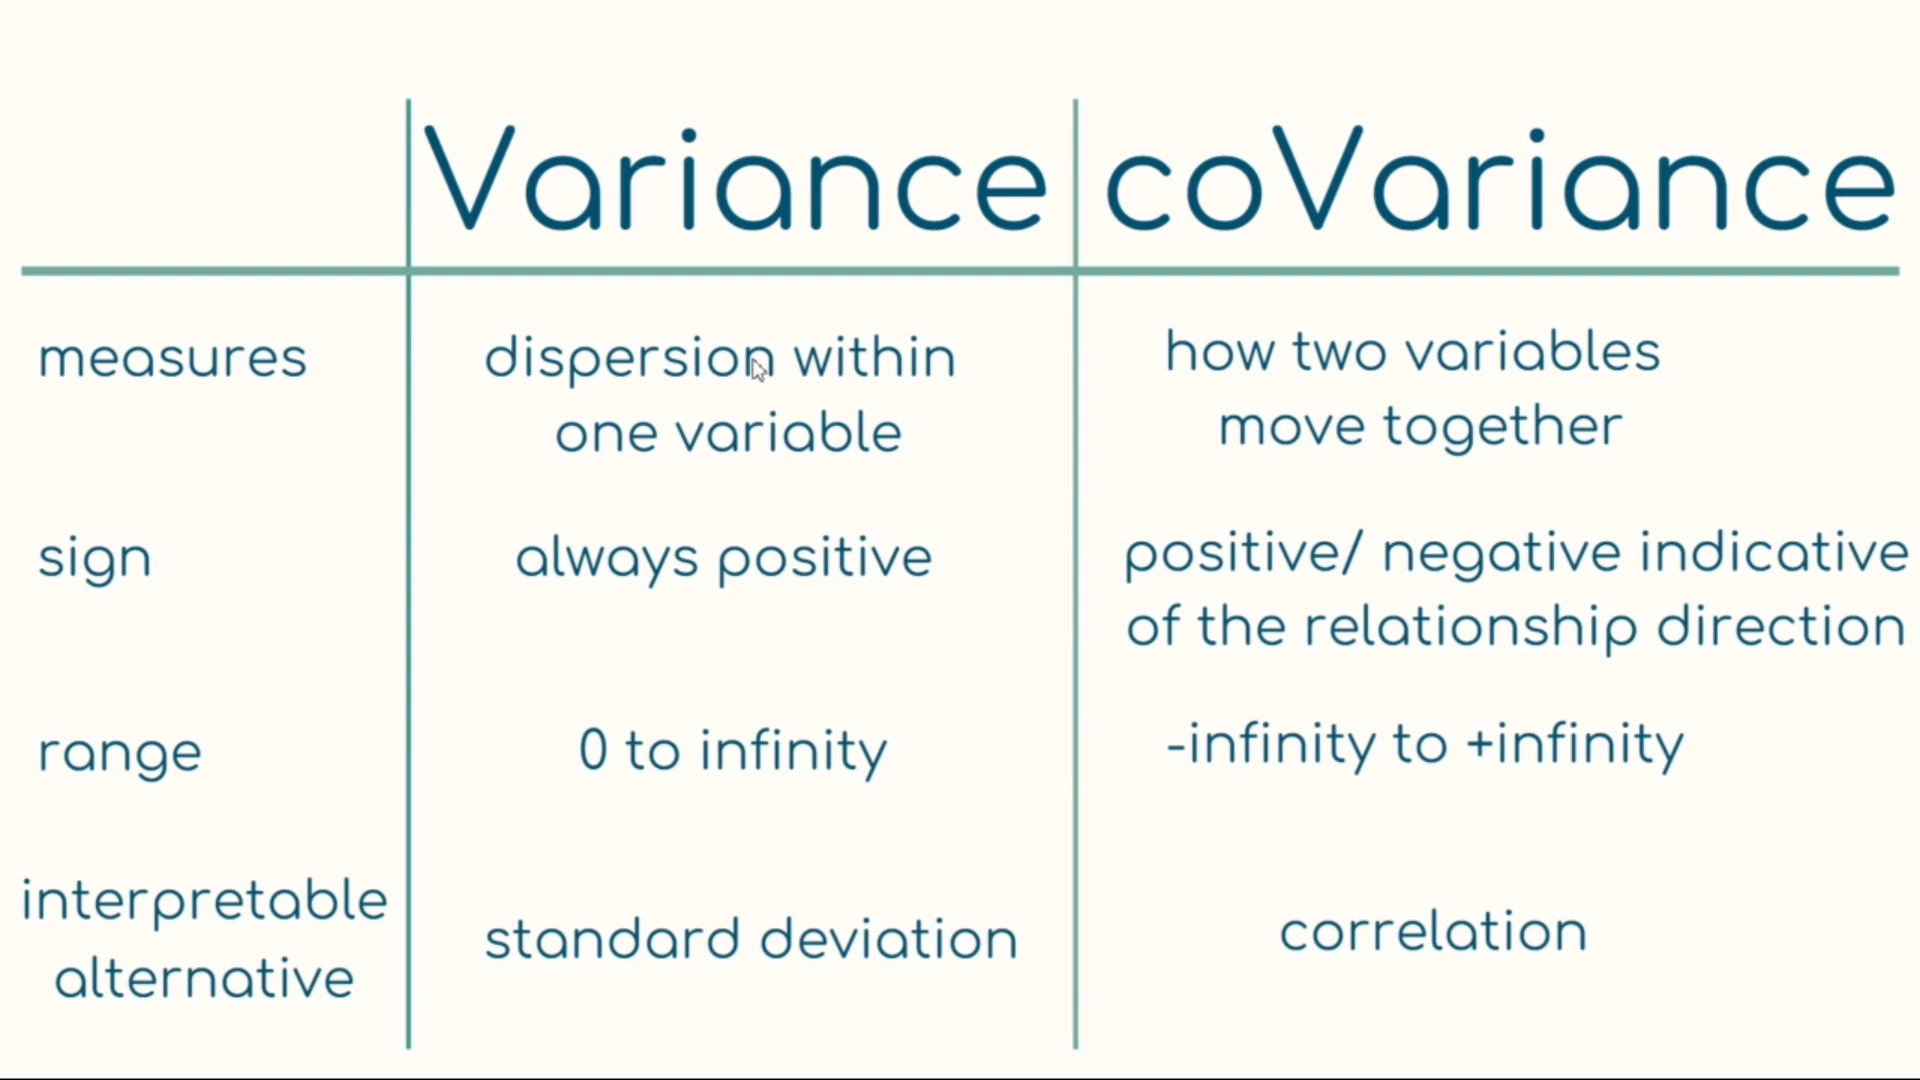 Variance
coVariance
measures
dispersion within
one variable
how two variables
move together
sign
always positive
positive/ negative indicative
of the relationship direction
range
0 to infinity
-infinity to +infinity
interpretable
alternative
standard deviation
correlation